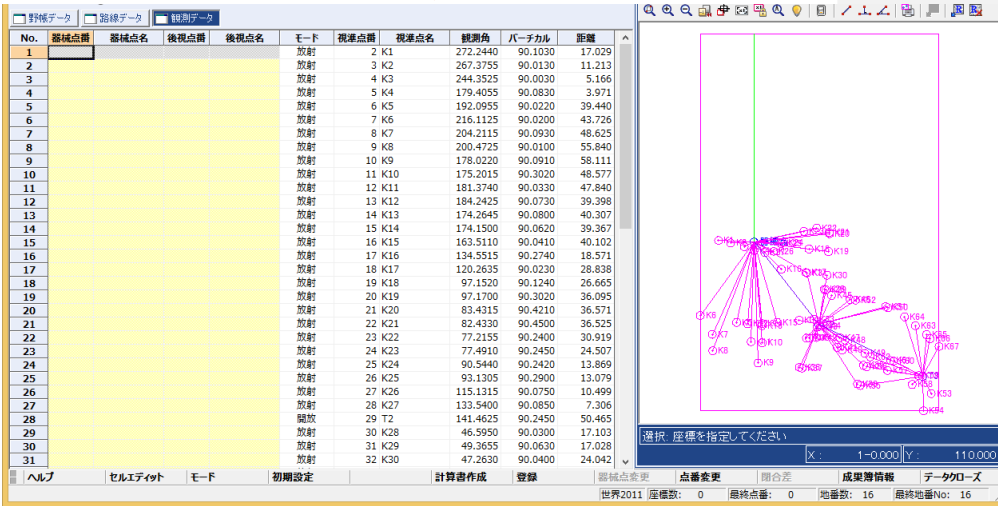 野帳データ 路線データ 観測データ
No. 器械点番 器械点名 後視点番 後視点名 モード 視準点番 視準点名 観測角 バーチカル 距離
1 放射 2 K1 272.2440 90.1030 17.029
2 放射 3 K2 267.3755 90.0130 11.213
3 放射 4 K3 244.3525 90.0030 5.166
4 放射 5 K4 179.4055 90.0830 3.971
5 放射 6 K5 192.0955 90.0220 39.440
6 放射 7 K6 216.1125 90.0200 43.726
7 放射 8 K7 204.2115 90.0930 48.625
8 放射 9 K8 200.4725 90.0100 55.840
9 放射 10 K9 178.0220 90.0910 58.111
10 放射 11 K10 175.2015 90.3020 48.577
11 放射 12 K11 181.3740 90.0330 47.840
12 放射 13 K12 184.2425 90.0730 39.398
13 放射 14 K13 174.2645 90.0800 40.307
14 放射 15 K14 174.1500 90.0620 39.367
15 放射 16 K15 163.5110 90.0410 40.102
16 放射 17 K16 134.5515 90.2740 18.571
17 放射 18 K17 120.2635 90.0230 28.838
18 放射 19 K18 97.1520 90.1240 26.665
19 放射 20 K19 97.1700 90.3020 36.095
20 放射 21 K20 83.4315 90.4210 36.571
21 放射 22 K21 82.4330 90.4500 36.525
22 放射 23 K22 77.2155 90.2400 30.919
23 放射 24 K23 77.4910 90.2450 24.507
24 放射 25 K24 90.5440 90.2420 13.869
25 放射 26 K25 93.1305 90.2900 13.079
26 放射 27 K26 115.1315 90.0750 10.499
27 放射 28 K27 133.5400 90.0850 7.306
28 開放 29 T2 141.4625 90.2450 50.465
29 放射 30 K28 46.5950 90.0300 17.103
30 放射 31 K29 49.3655 90.0630 17.028
31 放射 32 K30 47.2630 90.0400 24.042
K19
K26
K30
K6
K7
K8
K10
K9
K64
K63
K67
K53
選択: 座標を指定してください
X : 1-0.000 Y : 110.000
ヘルプ セルエディット モード 初期設定 計算書作成 登録 器械点変更 点番変更 閉合差 成果簿情報 データクローズ
世界2011 座標数: 0 最終点番: 0 地番数: 16 最終地番No: 16